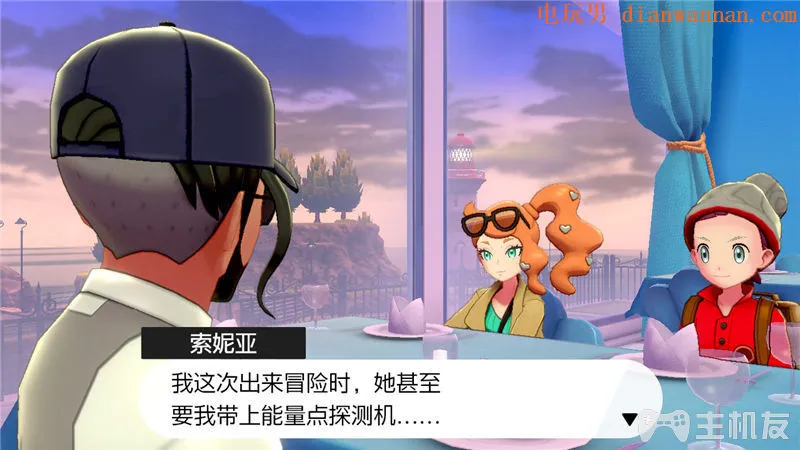 电玩男 dianwannan.com
索妮亚
我这次出来冒险时，她甚至
要我带上能量点探测机……
主机友